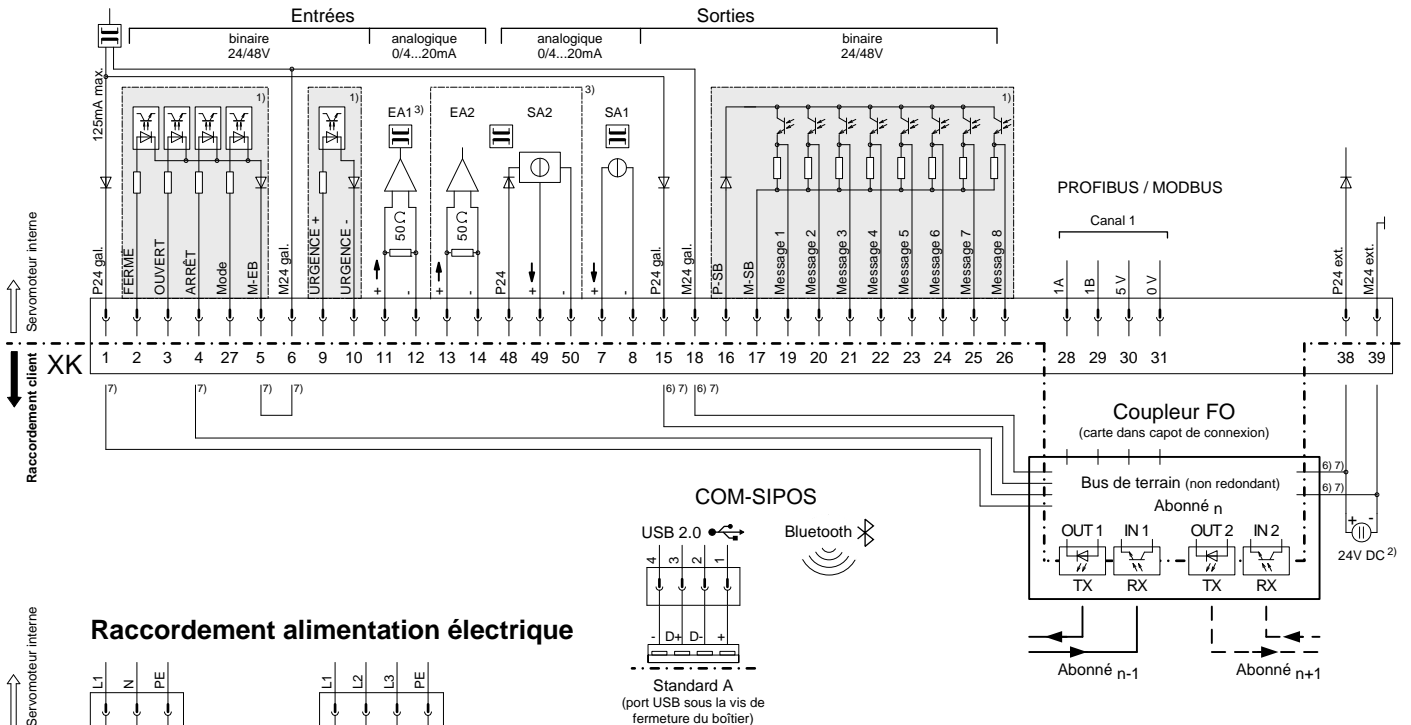 Entrées
Sorties
binaire
24/48V
analogique
0/4...20mA
analogique
0/4...20mA
binaire
24/48V
125mA max.
1)
1)
EA1 3)
EA2
SA2
3)
SA1
1)
50Ω
50Ω
PROFIBUS / MODBUS
Canal 1
Servomoteur interne
P24 gal.
FERMÉ
OUVERT
ARRÊT
Mode
M-EB
M24 gal.
URGENCE +
URGENCE -
+
-
+
-
P24
+
-
+
-
P24 gal.
M24 gal.
P-SB
M-SB
Message 1
Message 2
Message 3
Message 4
Message 5
Message 6
Message 7
Message 8
1A
1B
5 V
0 V
P24 ext.
M24 ext.
XK
1 2 3 4 27 5 6 9 10 11 12 13 14 48 49 50 7 8 15 18 16 17 19 20 21 22 23 24 25 26 28 29 30 31 38 39
Raccordement client
7)
7)
7)
7)
6) 7)
6) 7)
Coupleur FO
(carte dans capot de connexion)
6) 7)
6) 7)
Bus de terrain (non redondant)
Abonné n
OUT 1 IN 1 OUT 2 IN 2
TX RX TX RX
+ -
24V DC 2)
Abonné n-1
Abonné n+1
COM-SIPOS
USB 2.0
Bluetooth
4 3 2 1
- D+ D- +
Standard A
(port USB sous la vis de
fermeture du boîtier)
Raccordement alimentation électrique
Servomoteur interne
L1 N PE
L1 L2 L3 PE